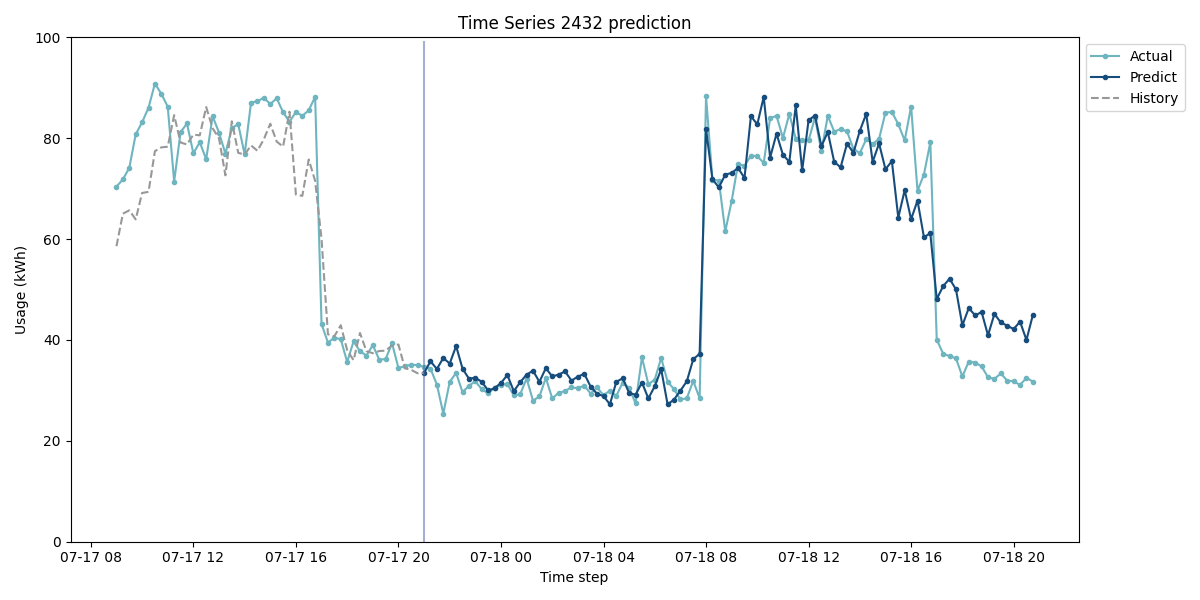 Time Series 2432 prediction
Usage (kWh)
100
80
60
40
20
0
07-17 08
07-17 12
07-17 16
07-17 20
07-18 00
07-18 04
07-18 08
07-18 12
07-18 16
07-18 20
Time step
Actual
Predict
History